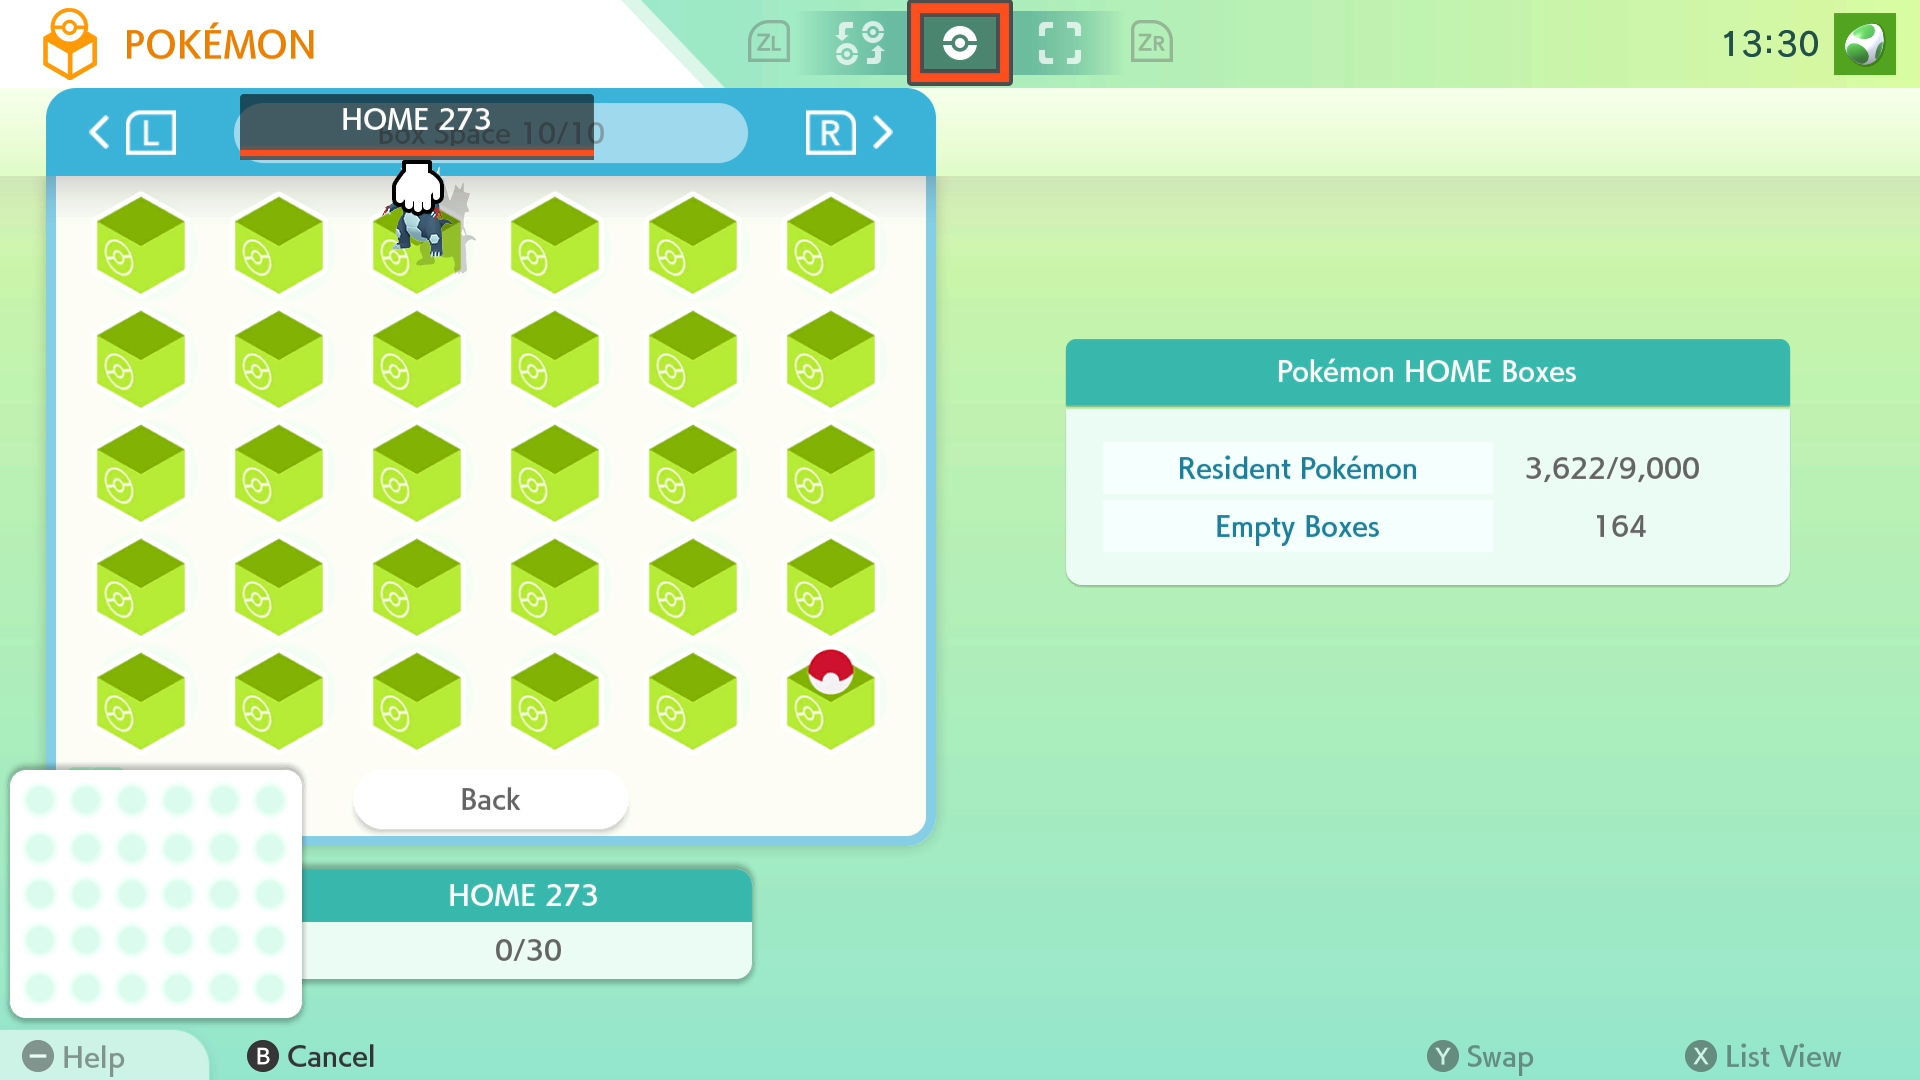 POKÉMON
ZL
ZR
13:30
L
HOME 273
Box Space 10/10
R
Pokémon HOME Boxes
Resident Pokémon 3,622/9,000
Empty Boxes 164
Back
HOME 273
0/30
Help
B Cancel
Y Swap
X List View